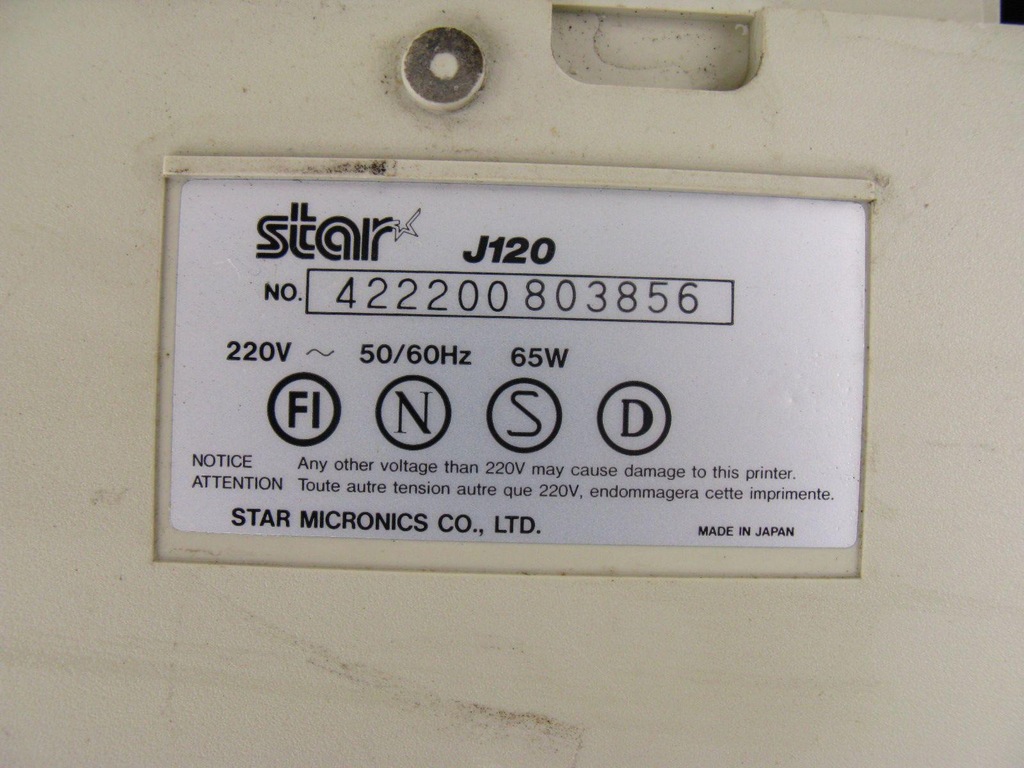 star J120
NO. 422200 803856
220V ~ 50/60Hz 65W
FI N S D
NOTICE Any other voltage than 220V may cause damage to this printer.
ATTENTION Toute autre tension autre que 220V, endommagera cette imprimente.
STAR MICRONICS CO., LTD. MADE IN JAPAN